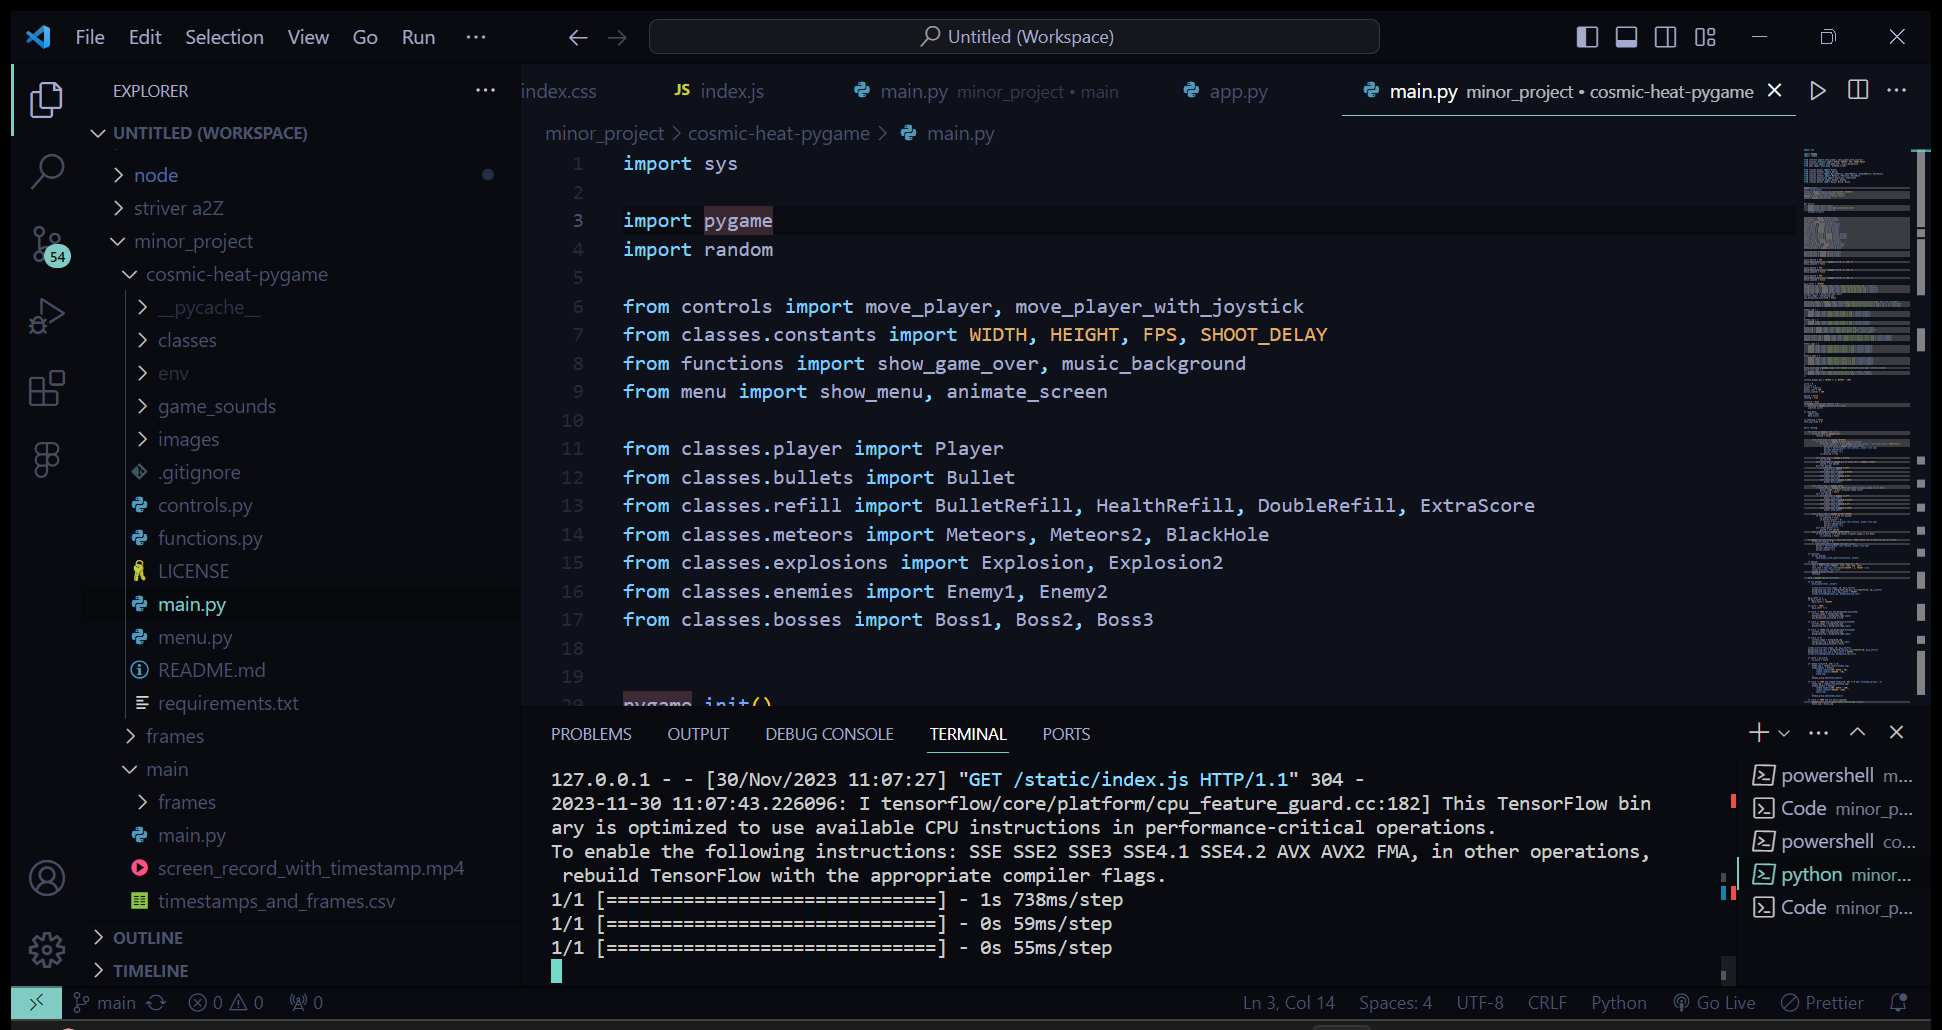 File Edit Selection View Go Run ···
Untitled (Workspace)
EXPLORER
index.css
JS index.js
main.py minor_project • main
app.py
main.py minor_project • cosmic-heat-pygame
UNTITLED (WORKSPACE)
node
striver a2Z
minor_project
cosmic-heat-pygame
__pycache__
classes
env
game_sounds
images
.gitignore
controls.py
functions.py
LICENSE
main.py
menu.py
README.md
requirements.txt
frames
main
frames
main.py
screen_record_with_timestamp.mp4
timestamps_and_frames.csv
OUTLINE
TIMELINE
54
minor_project > cosmic-heat-pygame > main.py
1 import sys
2
3 import pygame
4 import random
5
6 from controls import move_player, move_player_with_joystick
7 from classes.constants import WIDTH, HEIGHT, FPS, SHOOT_DELAY
8 from functions import show_game_over, music_background
9 from menu import show_menu, animate_screen
10
11 from classes.player import Player
12 from classes.bullets import Bullet
13 from classes.refill import BulletRefill, HealthRefill, DoubleRefill, ExtraScore
14 from classes.meteors import Meteors, Meteors2, BlackHole
15 from classes.explosions import Explosion, Explosion2
16 from classes.enemies import Enemy1, Enemy2
17 from classes.bosses import Boss1, Boss2, Boss3
18
19
20 pygame.init()
PROBLEMS OUTPUT DEBUG CONSOLE TERMINAL PORTS
127.0.0.1 - - [30/Nov/2023 11:07:27] "GET /static/index.js HTTP/1.1" 304 -
2023-11-30 11:07:43.226096: I tensorflow/core/platform/cpu_feature_guard.cc:182] This TensorFlow bin
ary is optimized to use available CPU instructions in performance-critical operations.
To enable the following instructions: SSE SSE2 SSE3 SSE4.1 SSE4.2 AVX AVX2 FMA, in other operations,
rebuild TensorFlow with the appropriate compiler flags.
1/1 [==============================] - 1s 738ms/step
1/1 [==============================] - 0s 59ms/step
1/1 [==============================] - 0s 55ms/step
powershell m...
Code minor_p...
powershell co...
python minor...
Code minor_p...
main 0 0 0
Ln 3, Col 14 Spaces: 4 UTF-8 CRLF Python Go Live Prettier